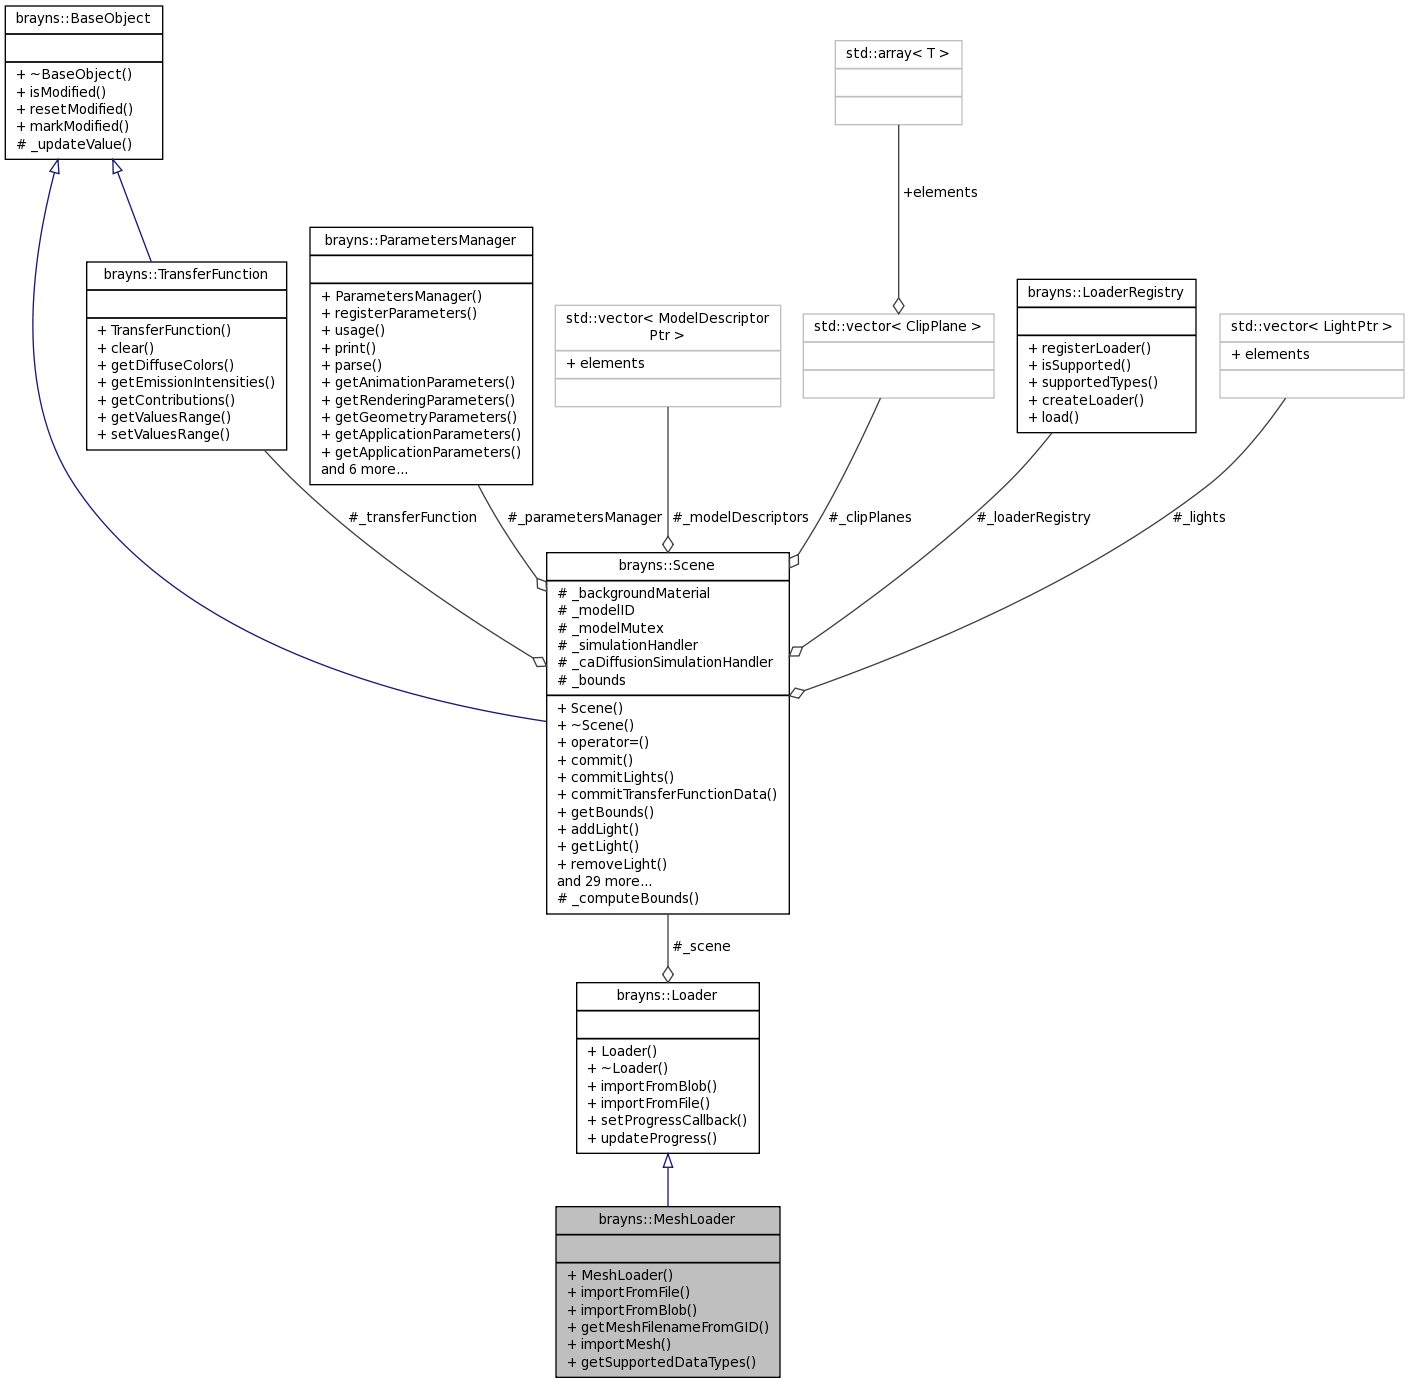 brayns::BaseObject
+ ~BaseObject()
+ isModified()
+ resetModified()
+ markModified()
# _updateValue()
std::array< T >
+elements
brayns::TransferFunction
+ TransferFunction()
+ clear()
+ getDiffuseColors()
+ getEmissionIntensities()
+ getContributions()
+ getValuesRange()
+ setValuesRange()
brayns::ParametersManager
+ ParametersManager()
+ registerParameters()
+ usage()
+ print()
+ parse()
+ getAnimationParameters()
+ getRenderingParameters()
+ getGeometryParameters()
+ getApplicationParameters()
+ getApplicationParameters()
and 6 more...
std::vector< ModelDescriptor
Ptr >
+ elements
std::vector< ClipPlane >
brayns::LoaderRegistry
+ registerLoader()
+ isSupported()
+ supportedTypes()
+ createLoader()
+ load()
std::vector< LightPtr >
+ elements
#_transferFunction
#_parametersManager
#_modelDescriptors
#_clipPlanes
#_loaderRegistry
#_lights
brayns::Scene
# _backgroundMaterial
# _modelID
# _modelMutex
# _simulationHandler
# _caDiffusionSimulationHandler
# _bounds
+ Scene()
+ ~Scene()
+ operator=()
+ commit()
+ commitLights()
+ commitTransferFunctionData()
+ getBounds()
+ addLight()
+ getLight()
+ removeLight()
and 29 more...
# _computeBounds()
#_scene
brayns::Loader
+ Loader()
+ ~Loader()
+ importFromBlob()
+ importFromFile()
+ setProgressCallback()
+ updateProgress()
brayns::MeshLoader
+ MeshLoader()
+ importFromFile()
+ importFromBlob()
+ getMeshFilenameFromGID()
+ importMesh()
+ getSupportedDataTypes()